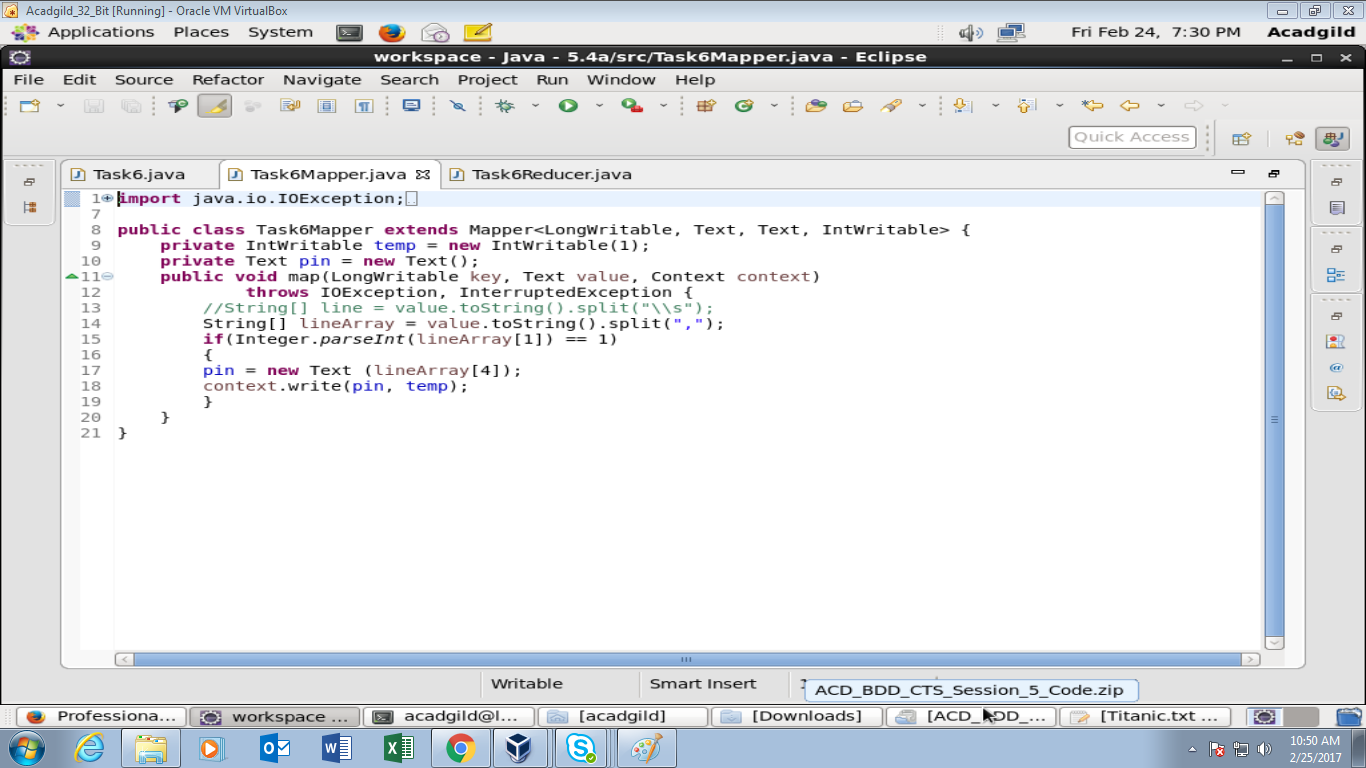 Acadgild_32_Bit [Running] - Oracle VM VirtualBox
Applications Places System Fri Feb 24, 7:30 PM Acadgild
workspace - Java - 5.4a/src/Task6Mapper.java - Eclipse
File Edit Source Refactor Navigate Search Project Run Window Help
Quick Access
Task6.java Task6Mapper.java Task6Reducer.java
1 import java.io.IOException;
7
8 public class Task6Mapper extends Mapper<LongWritable, Text, Text, IntWritable> {
9 private IntWritable temp = new IntWritable(1);
10 private Text pin = new Text();
11 public void map(LongWritable key, Text value, Context context)
12 throws IOException, InterruptedException {
13 //String[] line = value.toString().split("\\s");
14 String[] lineArray = value.toString().split(",");
15 if(Integer.parseInt(lineArray[1]) == 1)
16 {
17 pin = new Text (lineArray[4]);
18 context.write(pin, temp);
19 }
20 }
21 }
Writable Smart Insert
ACD_BDD_CTS_Session_5_Code.zip
Professiona... workspace ... acadgild@l... [acadgild] [Downloads] [ACD_BDD_... [Titanic.txt ...
10:50 AM
2/25/2017